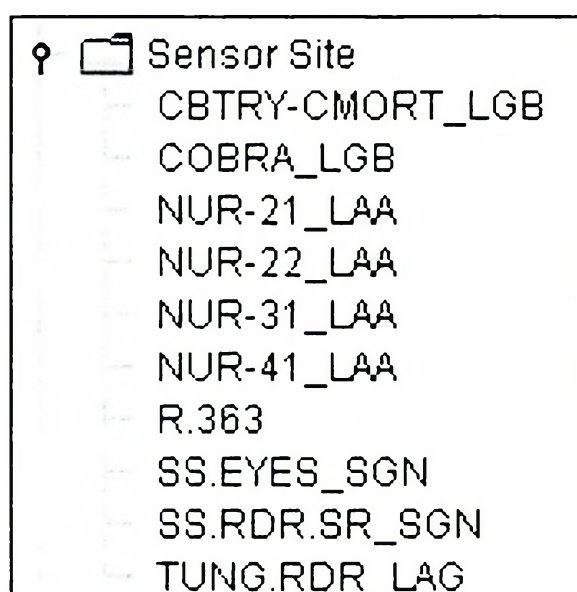 Sensor Site
CBTRY-CMORT_LGB
COBRA_LGB
NUR-21_LAA
NUR-22_LAA
NUR-31_LAA
NUR-41_LAA
R.363
SS.EYES_SGN
SS.RDR.SR_SGN
TUNG.RDR_LAG